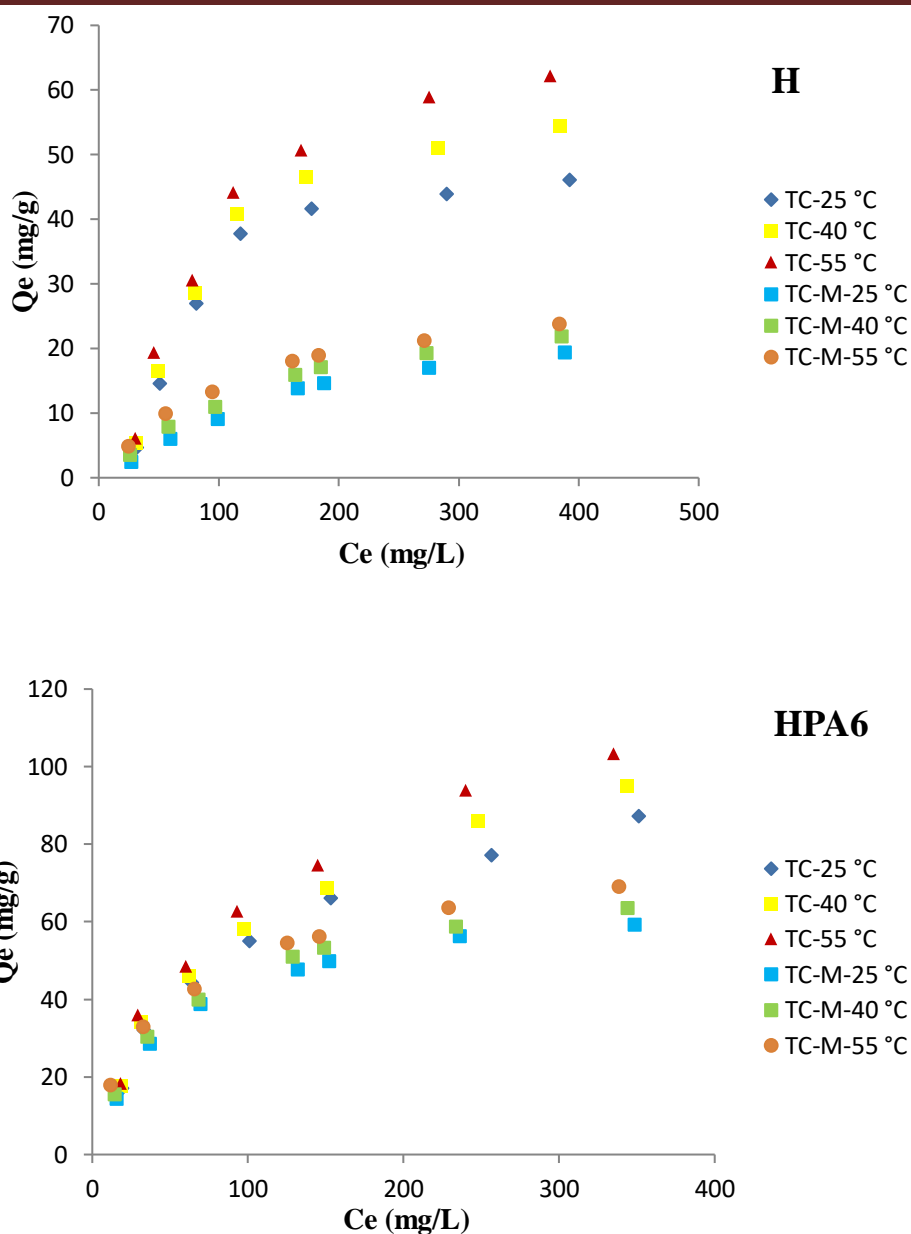 70
60
50
40
30
20
10
0
Qe (mg/g)
0 100 200 300 400 500
Ce (mg/L)
H
TC-25 °C
TC-40 °C
TC-55 °C
TC-M-25 °C
TC-M-40 °C
TC-M-55 °C
120
100
80
60
40
20
0
Qe (mg/g)
0 100 200 300 400
Ce (mg/L)
HPA6
TC-25 °C
TC-40 °C
TC-55 °C
TC-M-25 °C
TC-M-40 °C
TC-M-55 °C